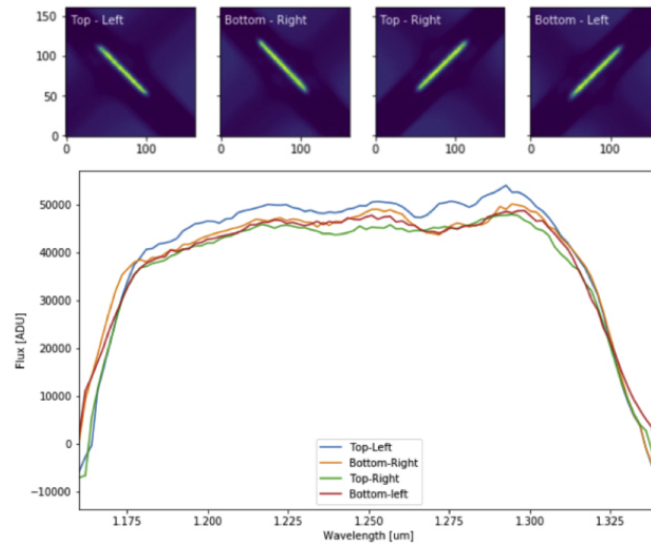 150
100
50
0
Top - Left
Bottom - Right
Top - Right
Bottom - Left
0 100 0 100 0 100 0 100
50000
40000
30000
20000
10000
0
−10000
Flux [ADU]
Top-Left
Bottom-Right
Top-Right
Bottom-left
1.175 1.200 1.225 1.250 1.275 1.300 1.325
Wavelength [um]